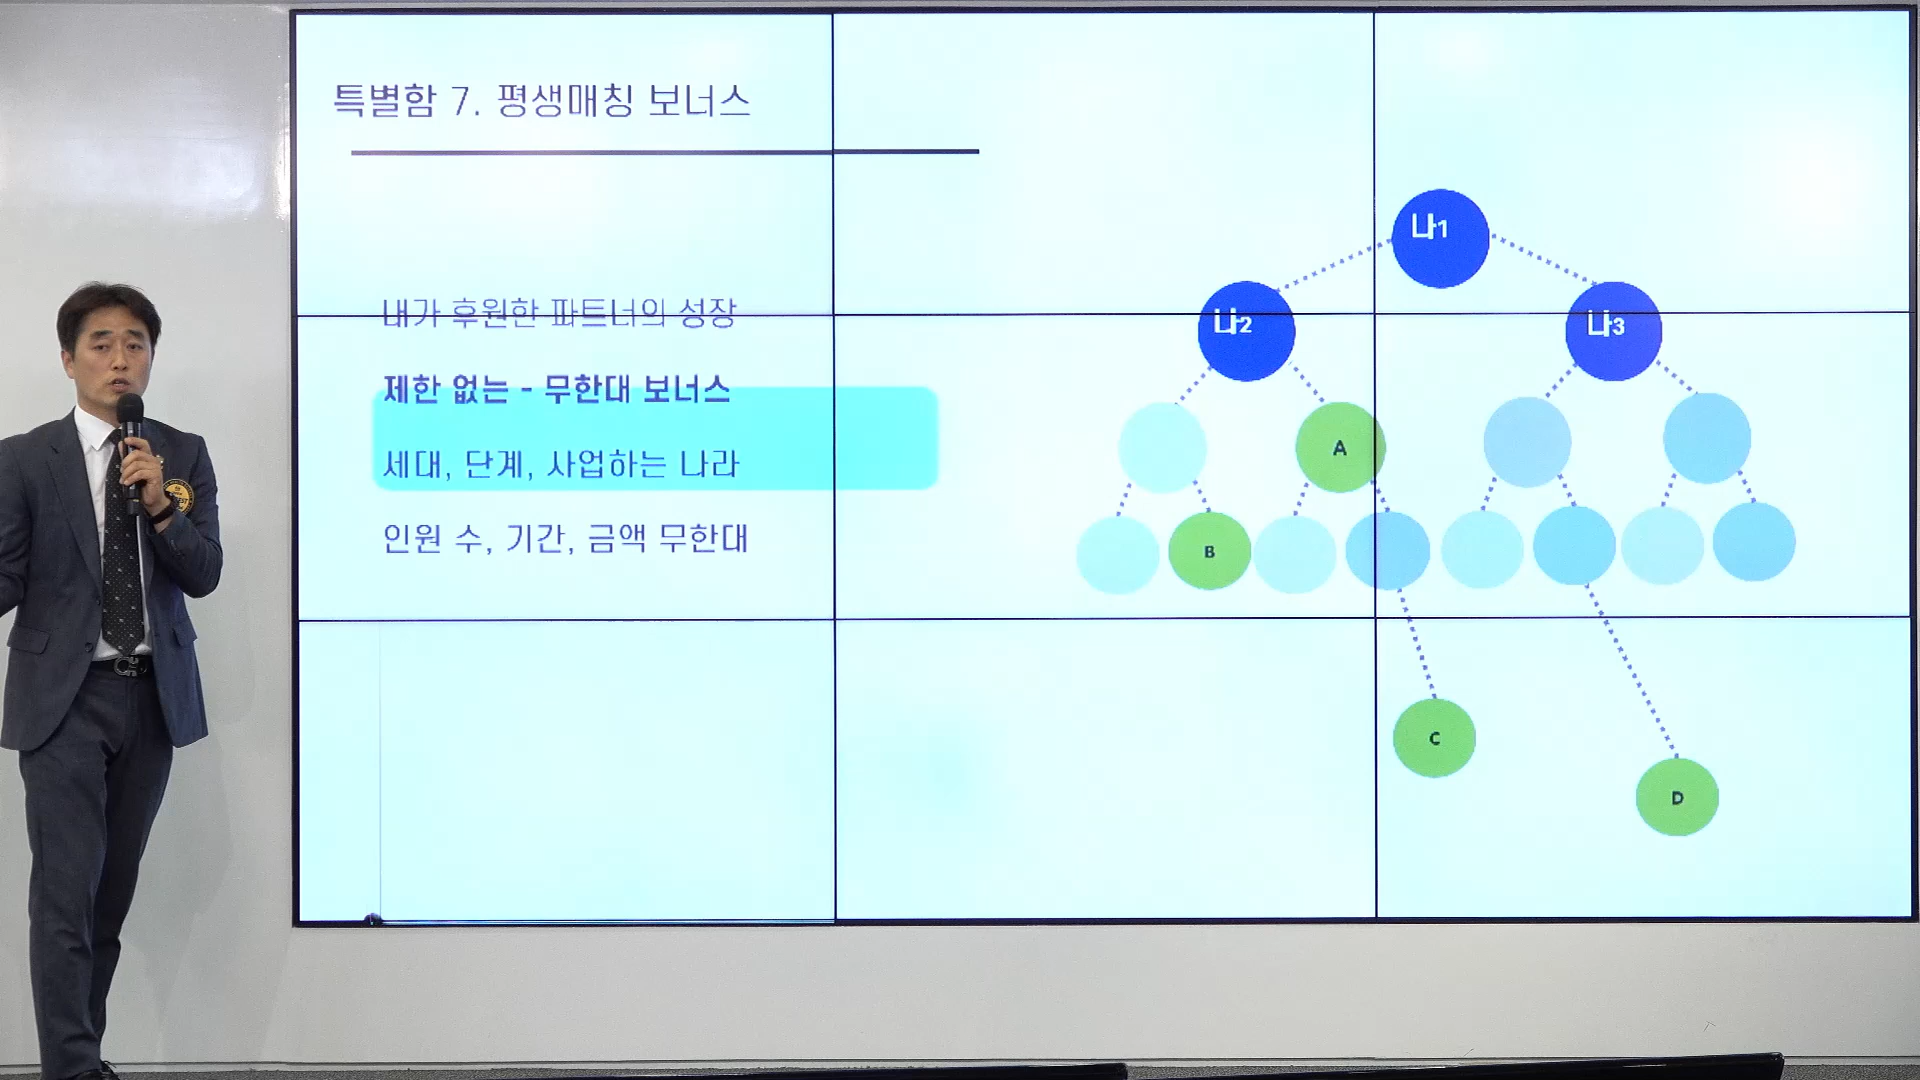 특별함 7. 평생매칭 보너스
내가 후원한 파트너의 성장
제한 없는 - 무한대 보너스
세대, 단계, 사업하는 나라
인원 수, 기간, 금액 무한대
나1
나2
나3
A
B
C
D